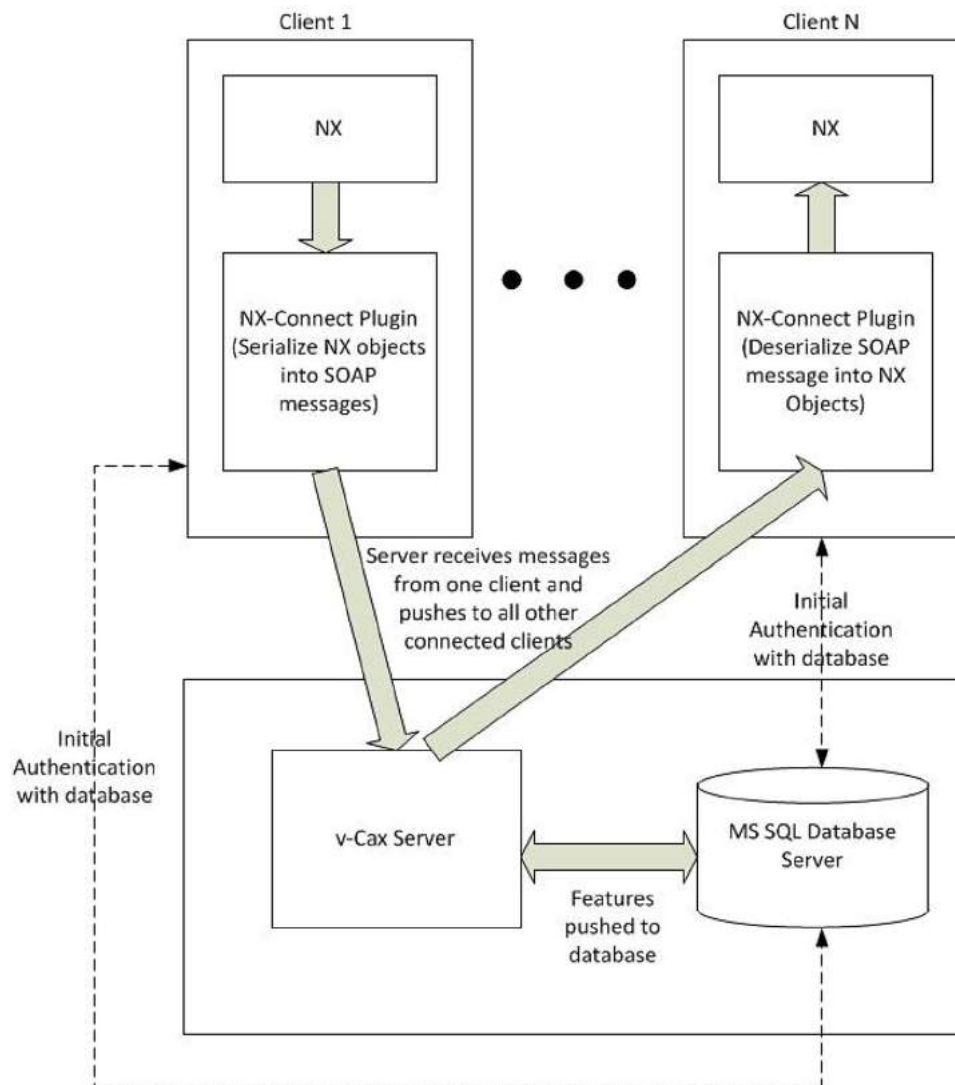 Client 1
Client N
NX
NX
NX-Connect Plugin
(Serialize NX objects
into SOAP
messages)
NX-Connect Plugin
(Deserialize SOAP
message into NX
Objects)
Server receives messages
from one client and
pushes to all other
connected clients
Initial
Authentication
with database
Initial
Authentication
with database
v-Cax Server
MS SQL Database
Server
Features
pushed to
database